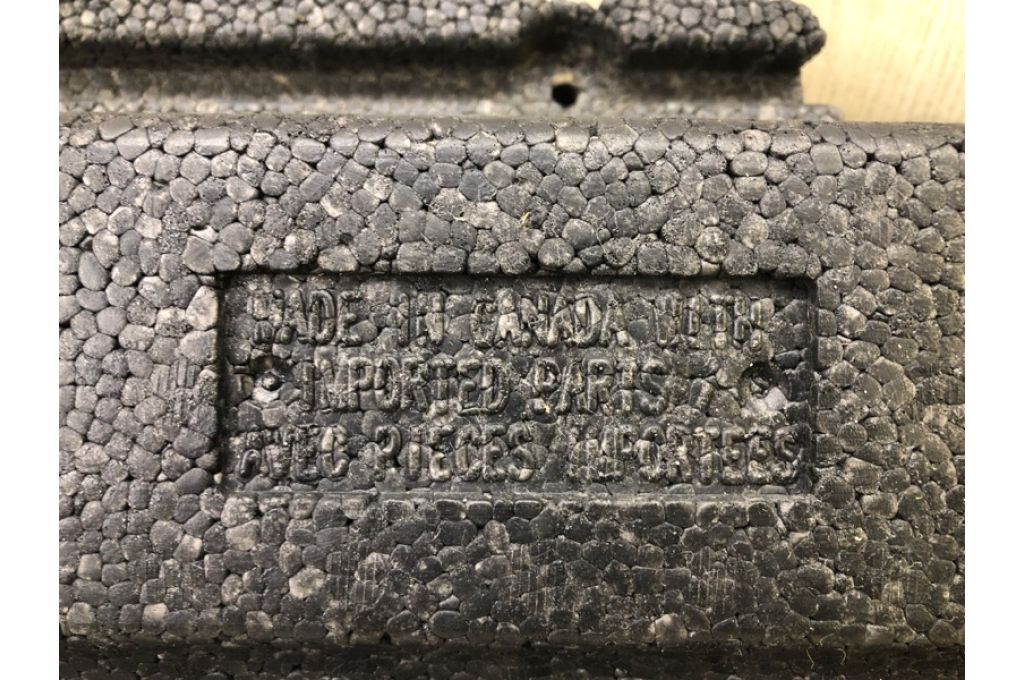 MADE IN CANADA WITH
IMPORTED PARTS /
AVEC PIECES IMPORTEES